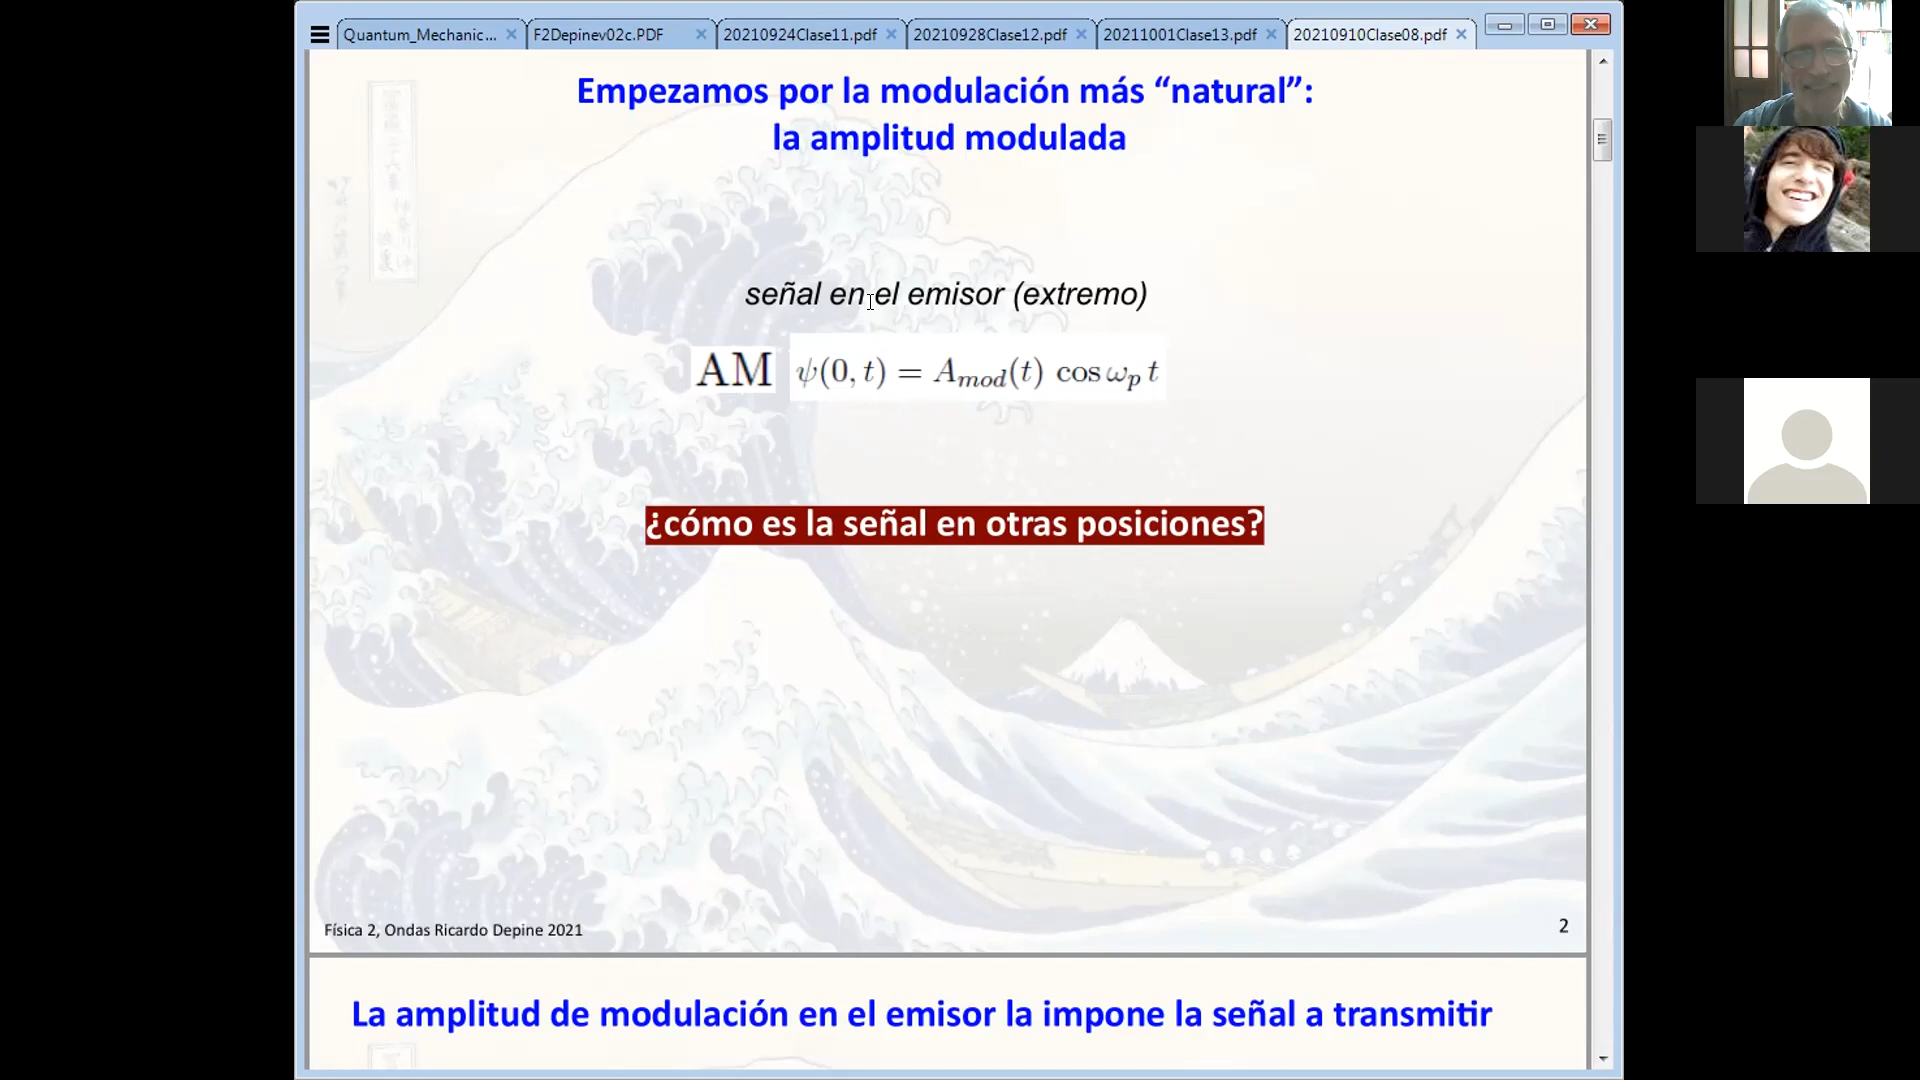 Quantum_Mechanic...
F2Depinev02c.PDF
20210924Clase11.pdf
20210928Clase12.pdf
20211001Clase13.pdf
20210910Clase08.pdf
Empezamos por la modulación más “natural”:
la amplitud modulada
señal en el emisor (extremo)
AM ψ(0, t) = A_mod(t) cos ω_p t
¿cómo es la señal en otras posiciones?
Física 2, Ondas Ricardo Depine 2021
2
La amplitud de modulación en el emisor la impone la señal a transmitir